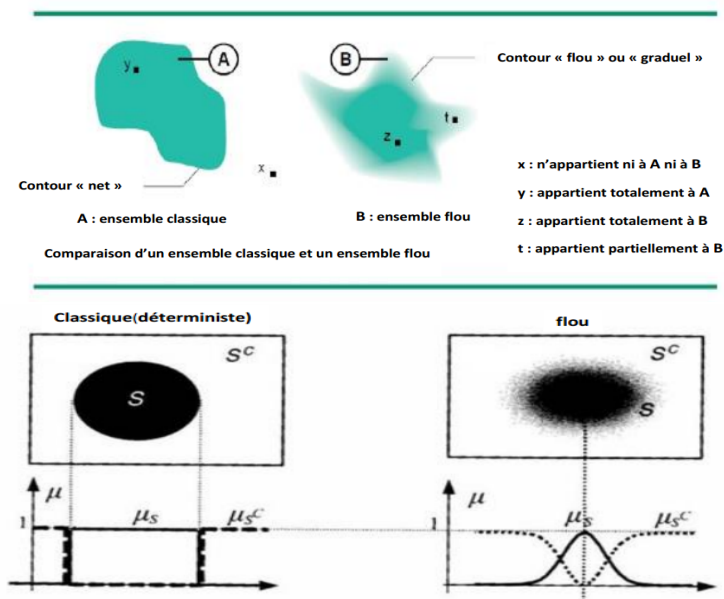 A
B
Contour « flou » ou « graduel »
y
t
z
x
x : n'appartient ni à A ni à B
Contour « net »
y : appartient totalement à A
A : ensemble classique
B : ensemble flou
z : appartient totalement à B
t : appartient partiellement à B
Comparaison d'un ensemble classique et un ensemble flou
Classique(déterministe)
flou
S^C
S^C
S
S
μ
μ
1
μ_S
μ_S^C
1
μ_S
μ_S^C